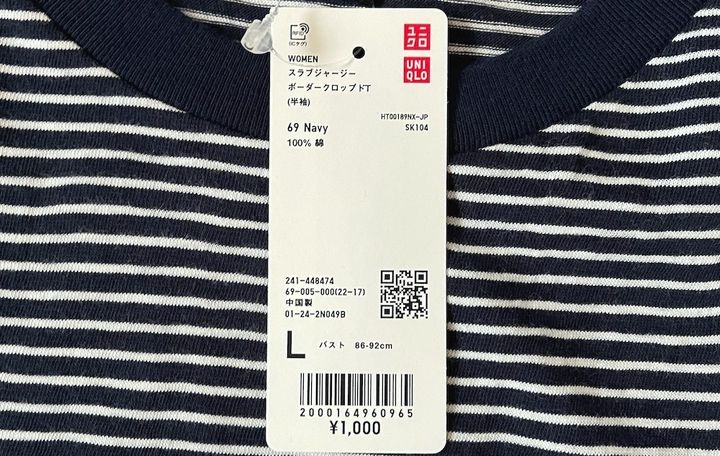 RFID
(ICタグ)
ユニ
クロ
UNI
QLO
WOMEN
スラブジャージー
ボーダークロップドT
(半袖)
HT00189NX-JP
69 Navy
SK104
100% 綿
241-448474
69-005-000(22-17)
中国製
01-24-2N049B
L バスト 86-92cm
2000164960965
¥1,000